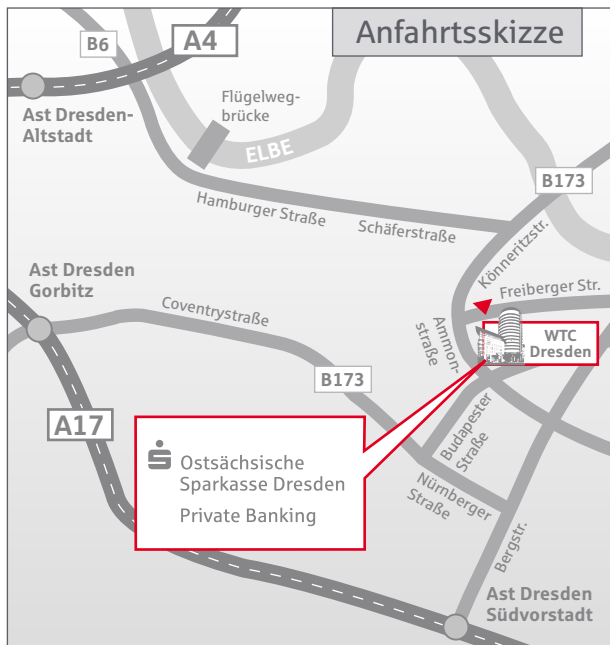 Anfahrtsskizze
B6
A4
Ast Dresden-
Altstadt
Flügelweg-
brücke
ELBE
B173
Hamburger Straße
Schäferstraße
Könneritzstr.
Ast Dresden
Gorbitz
Freiberger Str.
Coventrystraße
Ammon-
straße
WTC
Dresden
B173
A17
Budapester
Straße
Ostsächsische
Sparkasse Dresden
Private Banking
Nürnberger
Straße
Bergstr.
Ast Dresden
Südvorstadt